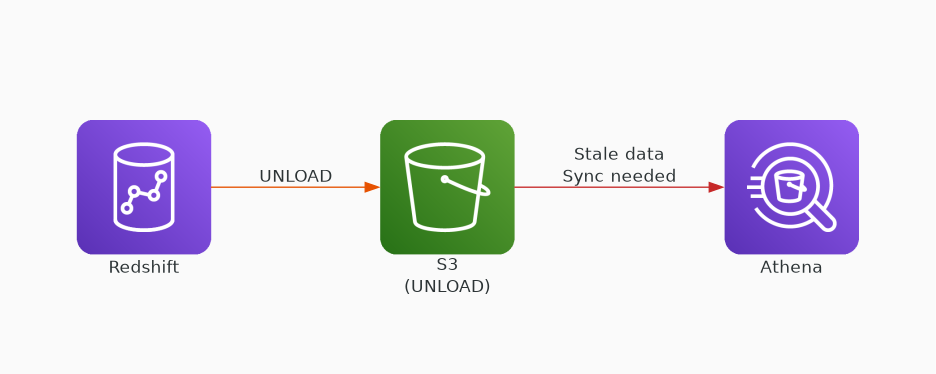 UNLOAD
Stale data
Sync needed
Redshift
S3
(UNLOAD)
Athena